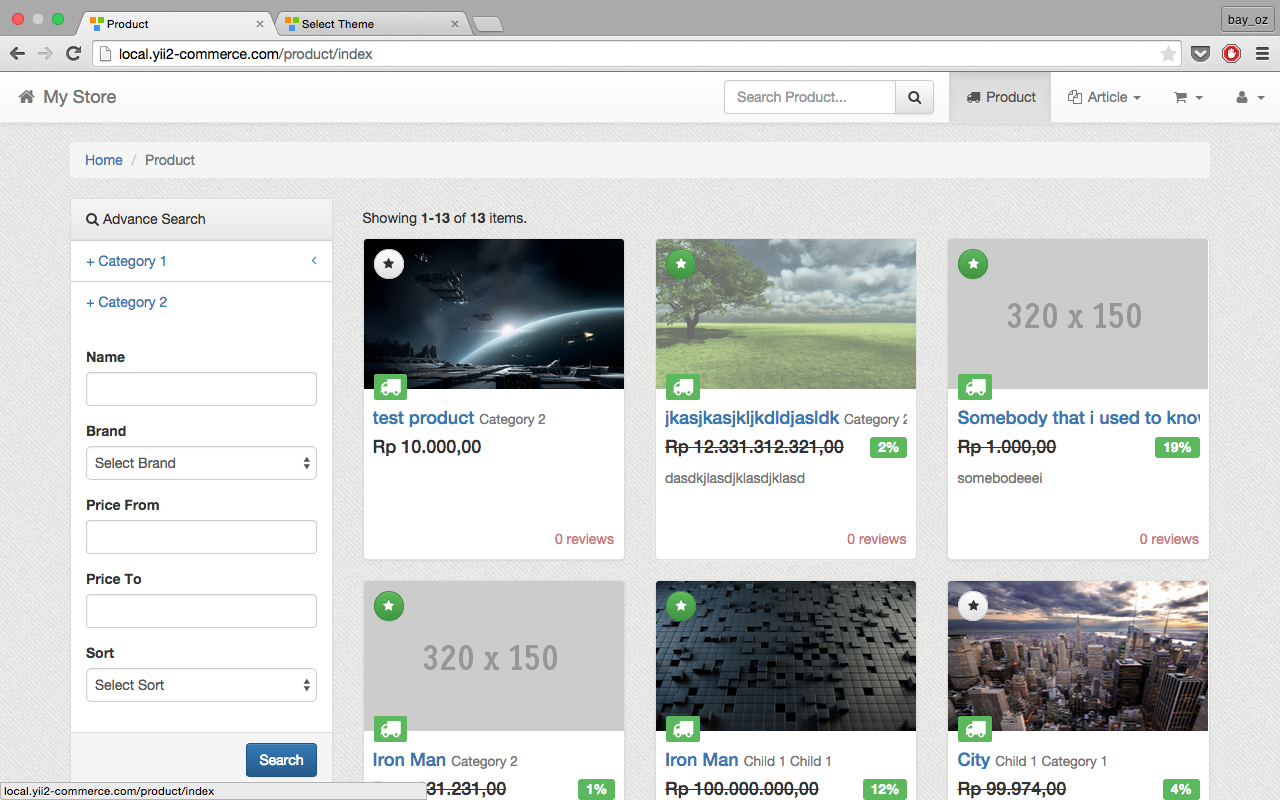 Product
Select Theme
bay_oz
local.yii2-commerce.com/product/index
My Store
Search Product...
Product
Article
Home / Product
Advance Search
+ Category 1
+ Category 2
Name
Brand
Select Brand
Price From
Price To
Sort
Select Sort
Search
Showing 1-13 of 13 items.
test product Category 2
Rp 10.000,00
0 reviews
jkasjkasjkljkdldjasldk Category 2
Rp 12.331.312.321,00
2%
dasdkjlasdjklasdjklasd
0 reviews
320 x 150
Somebody that i used to know
Rp 1.000,00
19%
somebodeeei
0 reviews
320 x 150
Iron Man Category 2
31.231,00
1%
Iron Man Child 1 Child 1
Rp 100.000.000,00
12%
City Child 1 Category 1
Rp 99.974,00
4%
local.yii2-commerce.com/product/index